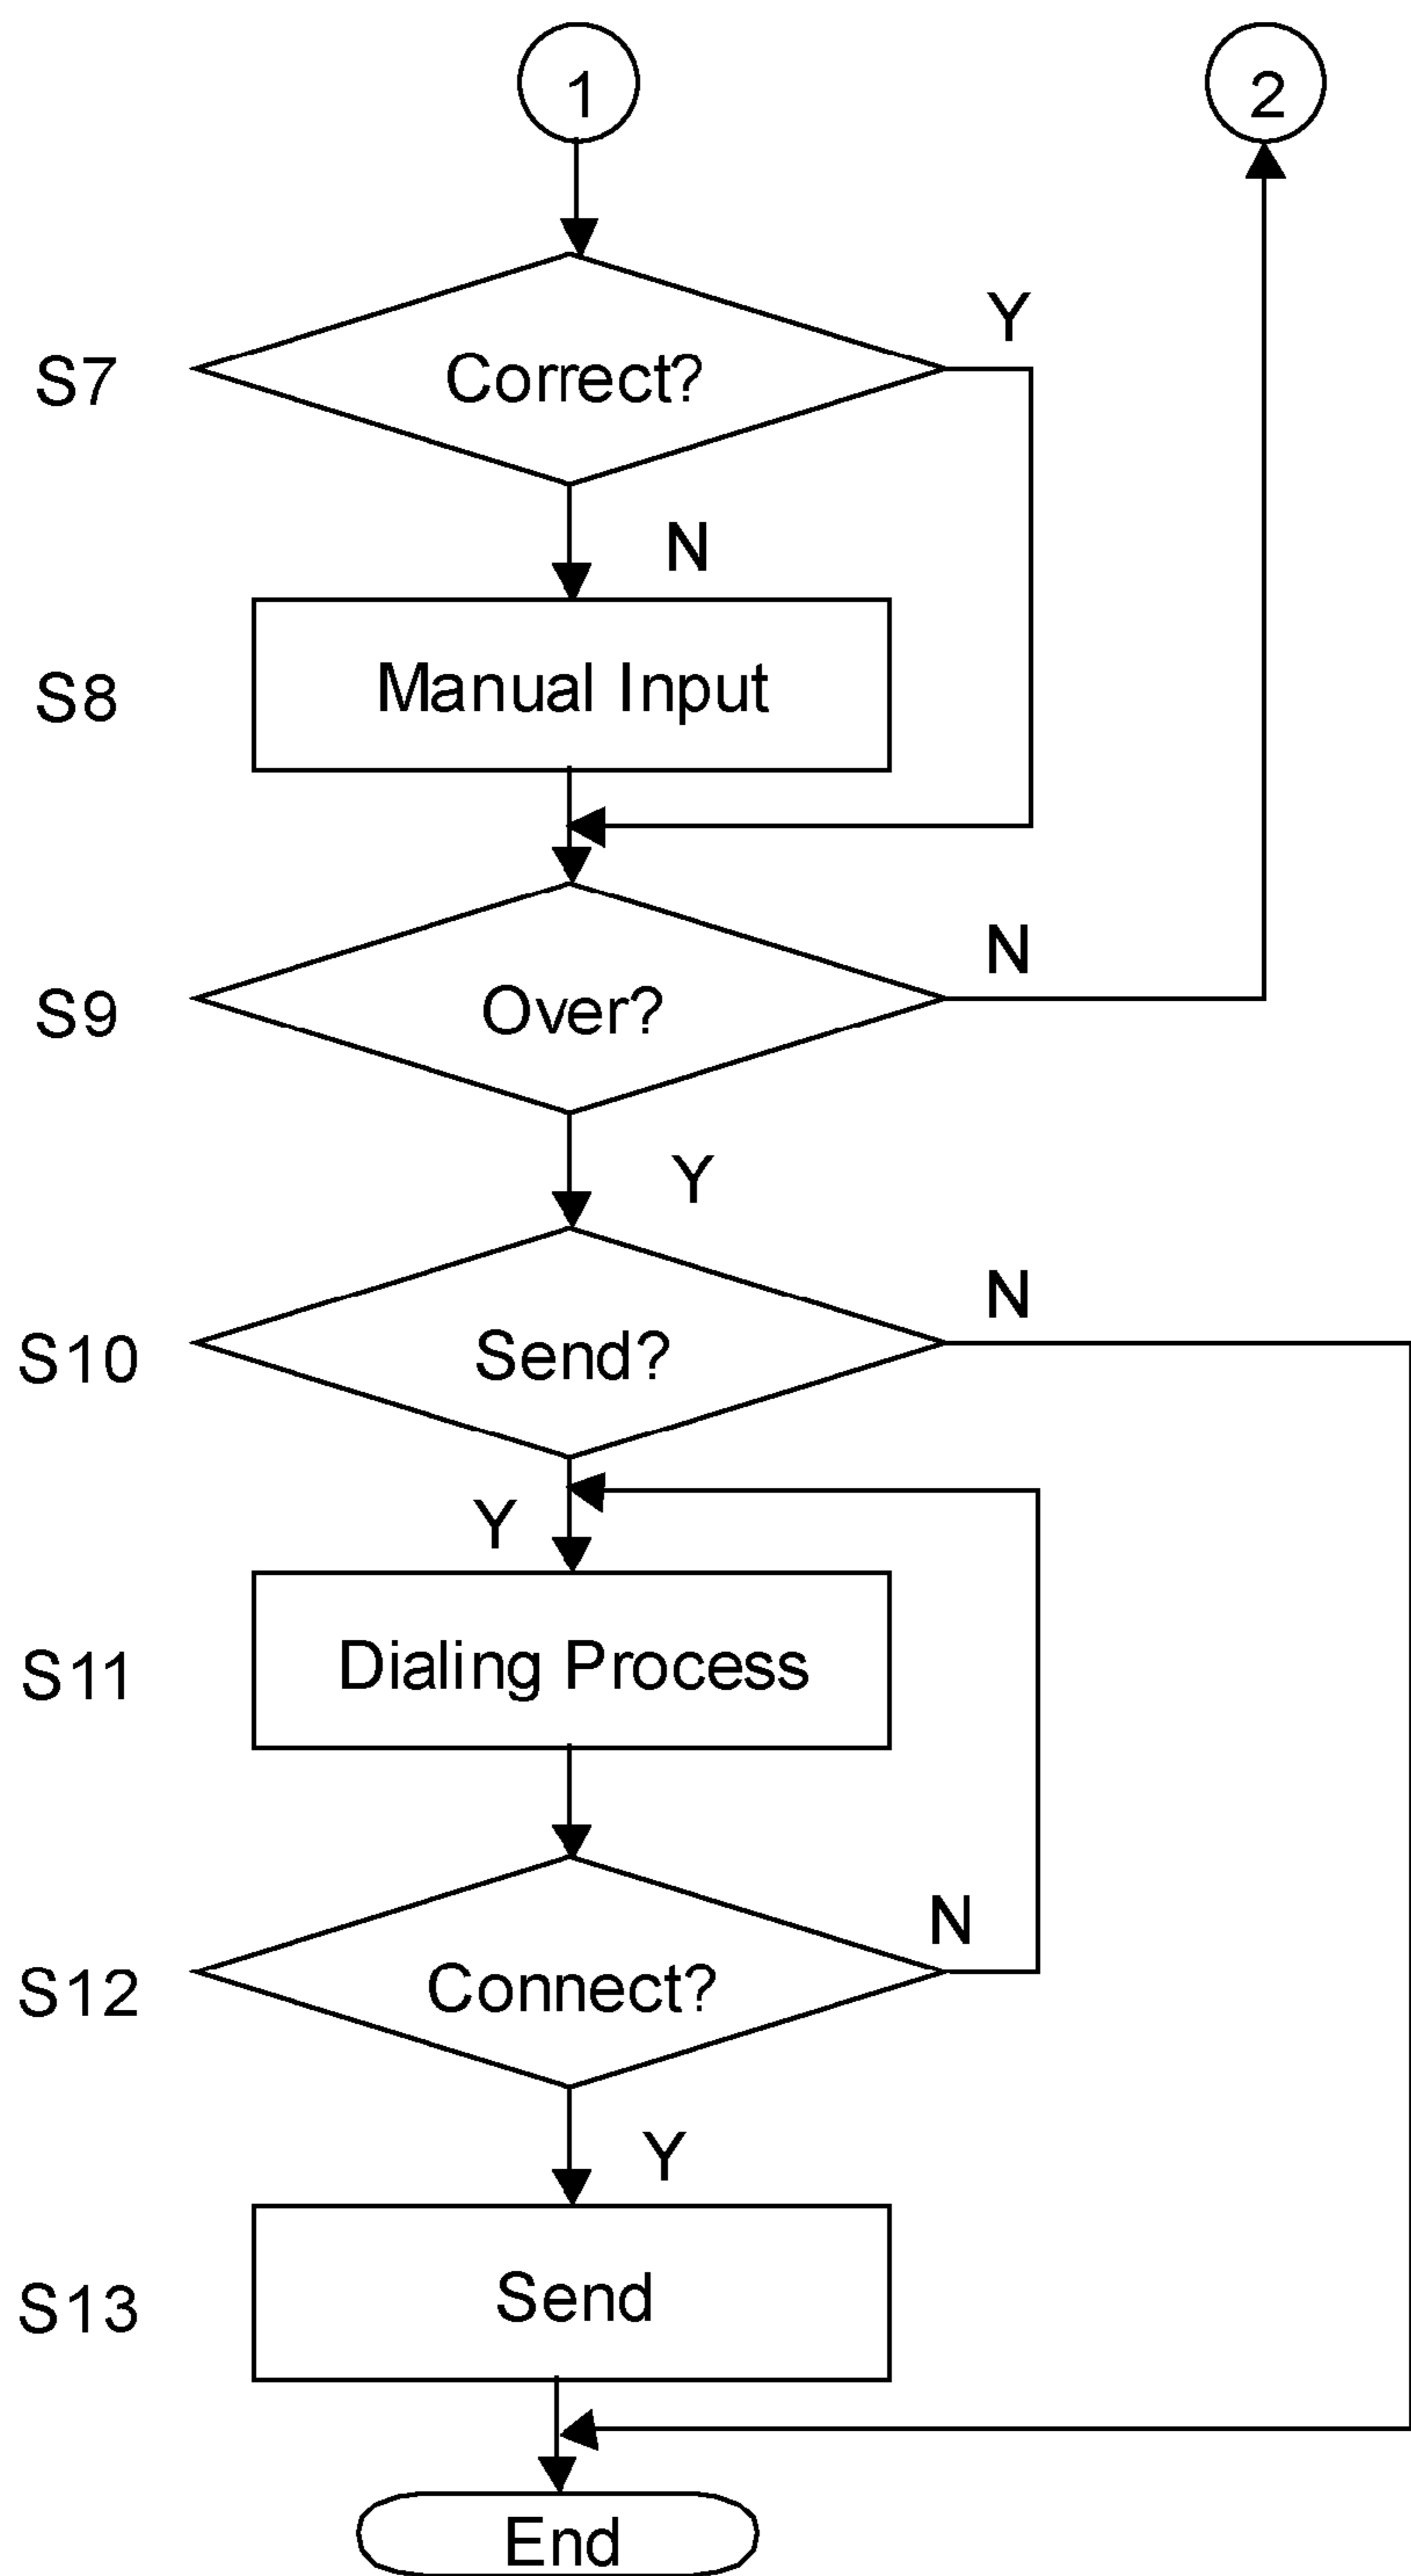 1
2
Y
S7
Correct?
N
S8
Manual Input
N
S9
Over?
Y
N
S10
Send?
Y
S11
Dialing Process
N
S12
Connect?
Y
S13
Send
End